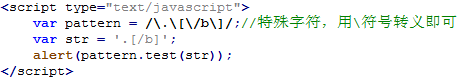 <script type="text/javascript">
var pattern = /\.\[\/b\]/;//特殊字符，用\符号转义即可
var str = '.[/b]';
alert(pattern.test(str));
</script>